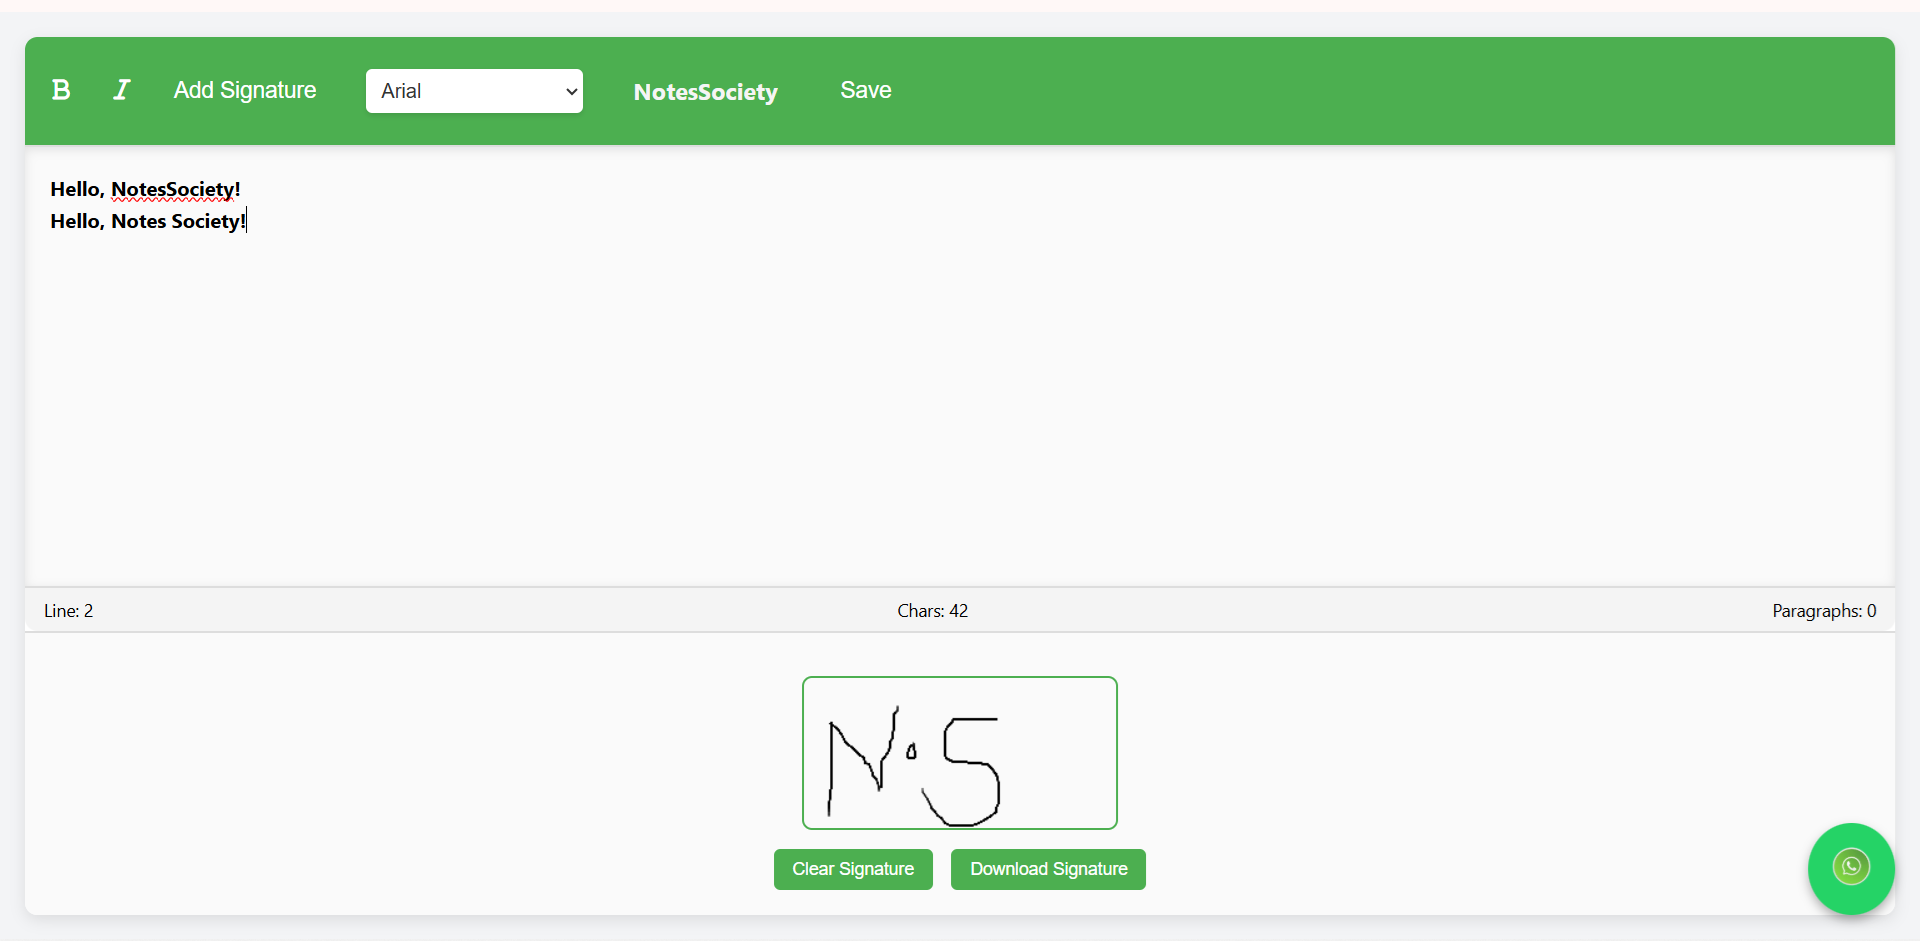 B I Add Signature Arial NotesSociety Save
Hello, NotesSociety!
Hello, Notes Society!
Line: 2 Chars: 42 Paragraphs: 0
N.S
Clear Signature Download Signature